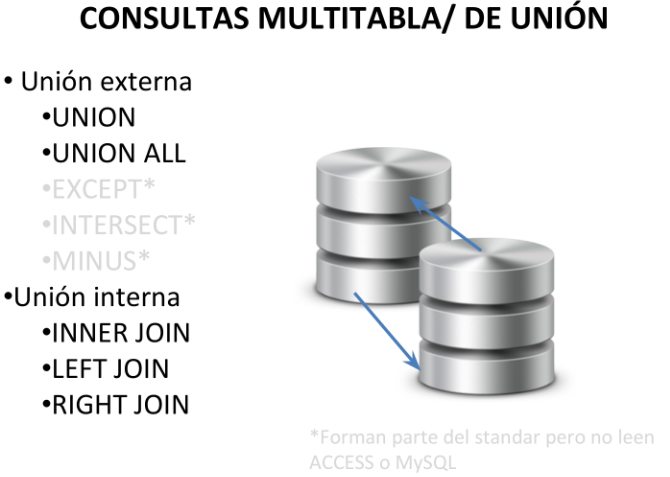 CONSULTAS MULTITABLA/ DE UNIÓN
• Unión externa
•UNION
•UNION ALL
•EXCEPT*
•INTERSECT*
•MINUS*
•Unión interna
•INNER JOIN
•LEFT JOIN
•RIGHT JOIN
*Forman parte del standar pero no leen
ACCESS o MySQL